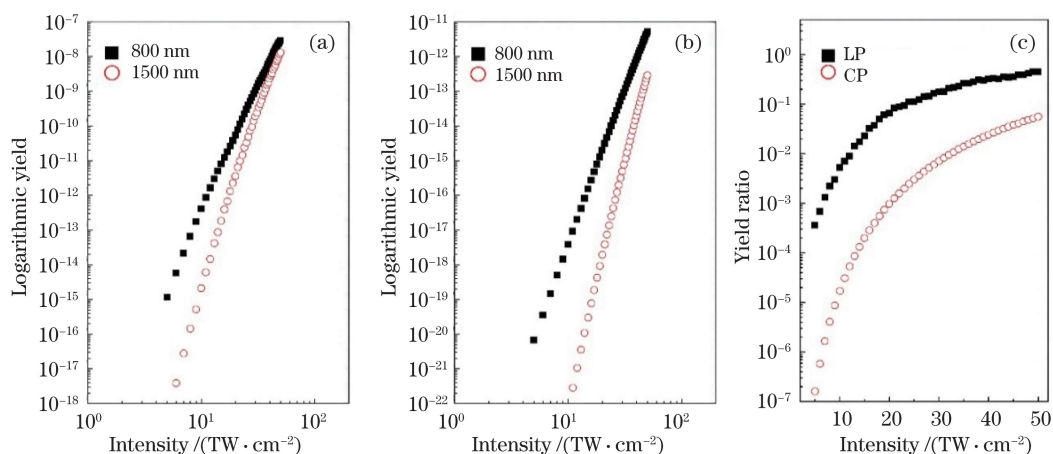 (a)
800 nm
1500 nm
Logarithmic yield
10⁻⁷
10⁻⁸
10⁻⁹
10⁻¹⁰
10⁻¹¹
10⁻¹²
10⁻¹³
10⁻¹⁴
10⁻¹⁵
10⁻¹⁶
10⁻¹⁷
10⁻¹⁸
10⁰ 10¹ 10²
Intensity /(TW · cm⁻²)
(b)
800 nm
1500 nm
Logarithmic yield
10⁻¹¹
10⁻¹²
10⁻¹³
10⁻¹⁴
10⁻¹⁵
10⁻¹⁶
10⁻¹⁷
10⁻¹⁸
10⁻¹⁹
10⁻²⁰
10⁻²¹
10⁻²²
10⁰ 10¹ 10²
Intensity /(TW · cm⁻²)
(c)
LP
CP
Yield ratio
10⁰
10⁻¹
10⁻²
10⁻³
10⁻⁴
10⁻⁵
10⁻⁶
10⁻⁷
10 20 30 40 50
Intensity /(TW · cm⁻²)